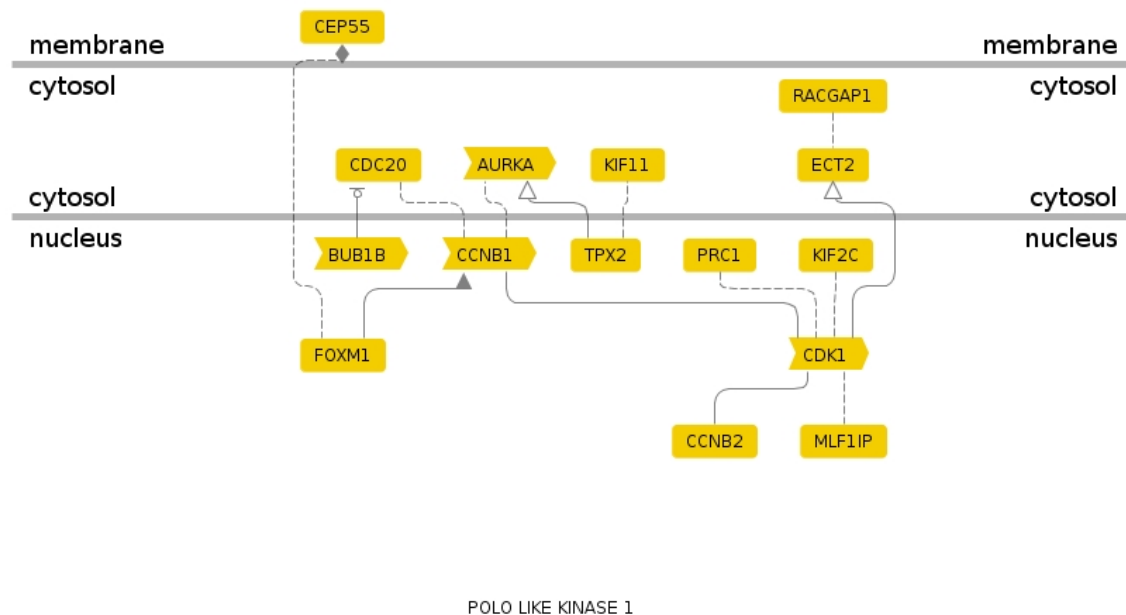 CEP55
membrane
membrane
cytosol
cytosol
RACGAP1
CDC20
AURKA
KIF11
ECT2
cytosol
cytosol
nucleus
nucleus
BUB1B
CCNB1
TPX2
PRC1
KIF2C
FOXM1
CDK1
CCNB2
MLF1IP
POLO LIKE KINASE 1